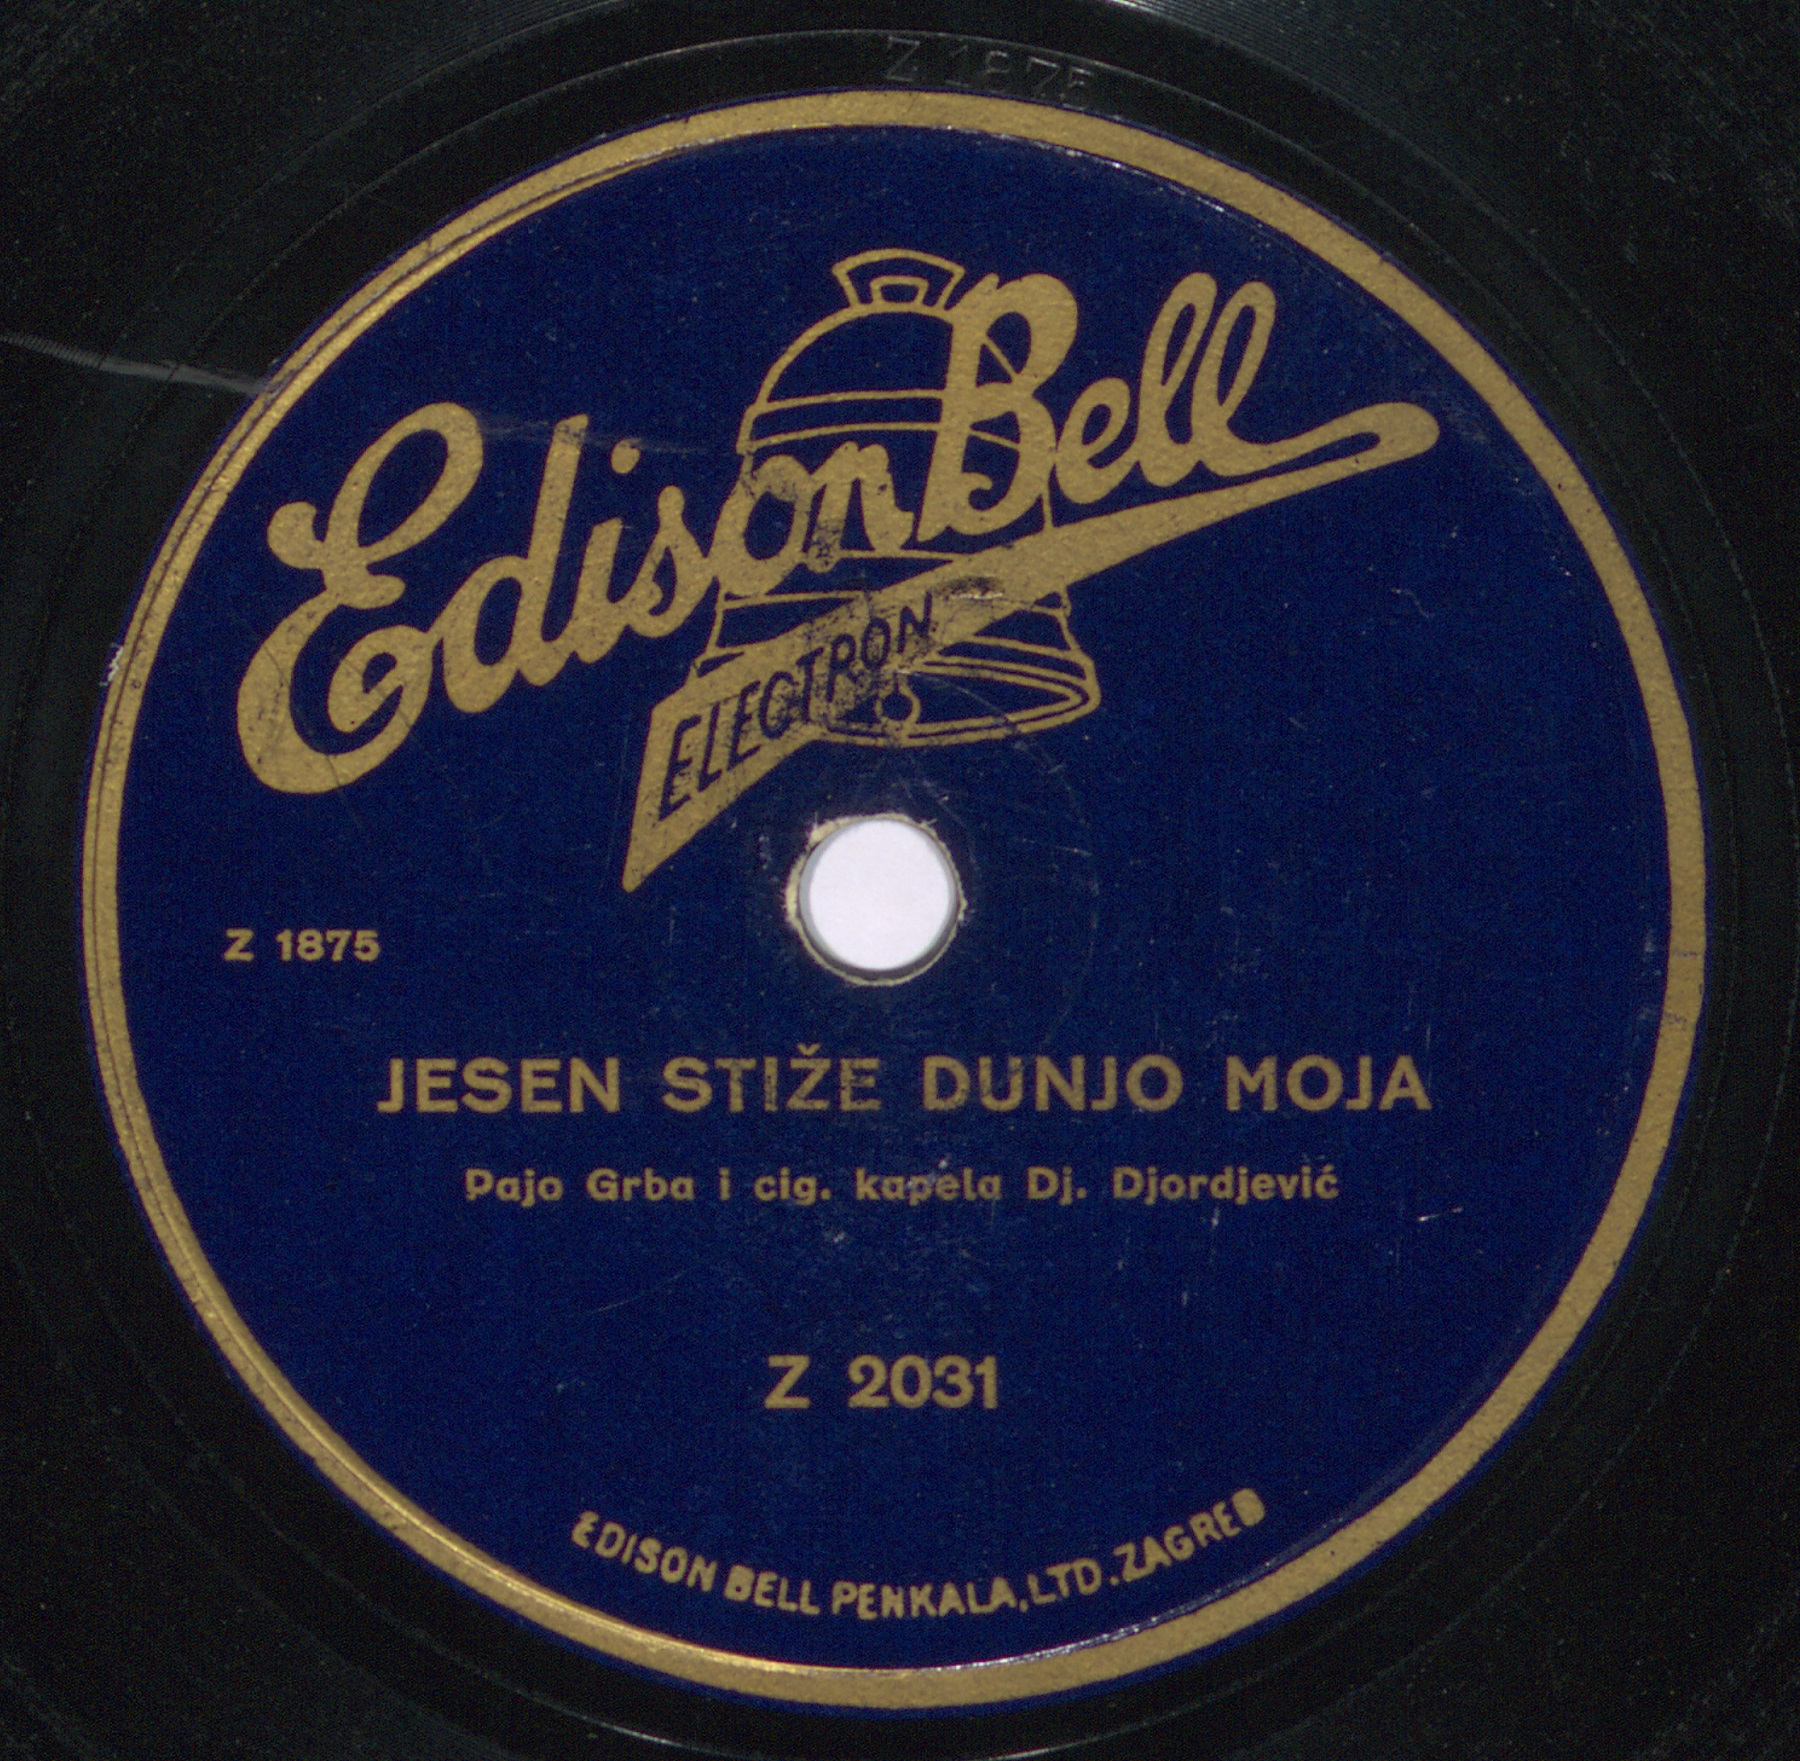 Z 1875
Edison Bell
ELECTRON
Z 1875
JESEN STIŽE DUNJO MOJA
Pajo Grba i cig. kapela Dj. Djordjević
Z 2031
EDISON BELL PENKALA, LTD. ZAGREB